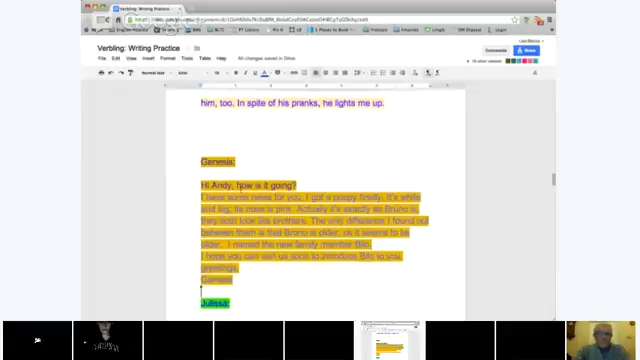 Verbling: Writing Practice
File Edit View Insert Format Tools Table Help All changes saved in Drive
Comments Share
Normal text
him, too. In spite of his pranks, he lights me up.
Genesis:
Hi Andy, how is it going?
I have some news for you, I got a puppy finally. It's white
and big, its nose is pink. Actually it's exactly as Bruno is,
they both look like brothers. The only difference I found out
between them is that Bruno is older, ok it seems to be
older. I named the new family member Bilo.
I hope you can visit us soon to introduce Bilo to you,
greetings,
Genesis
Julissa: